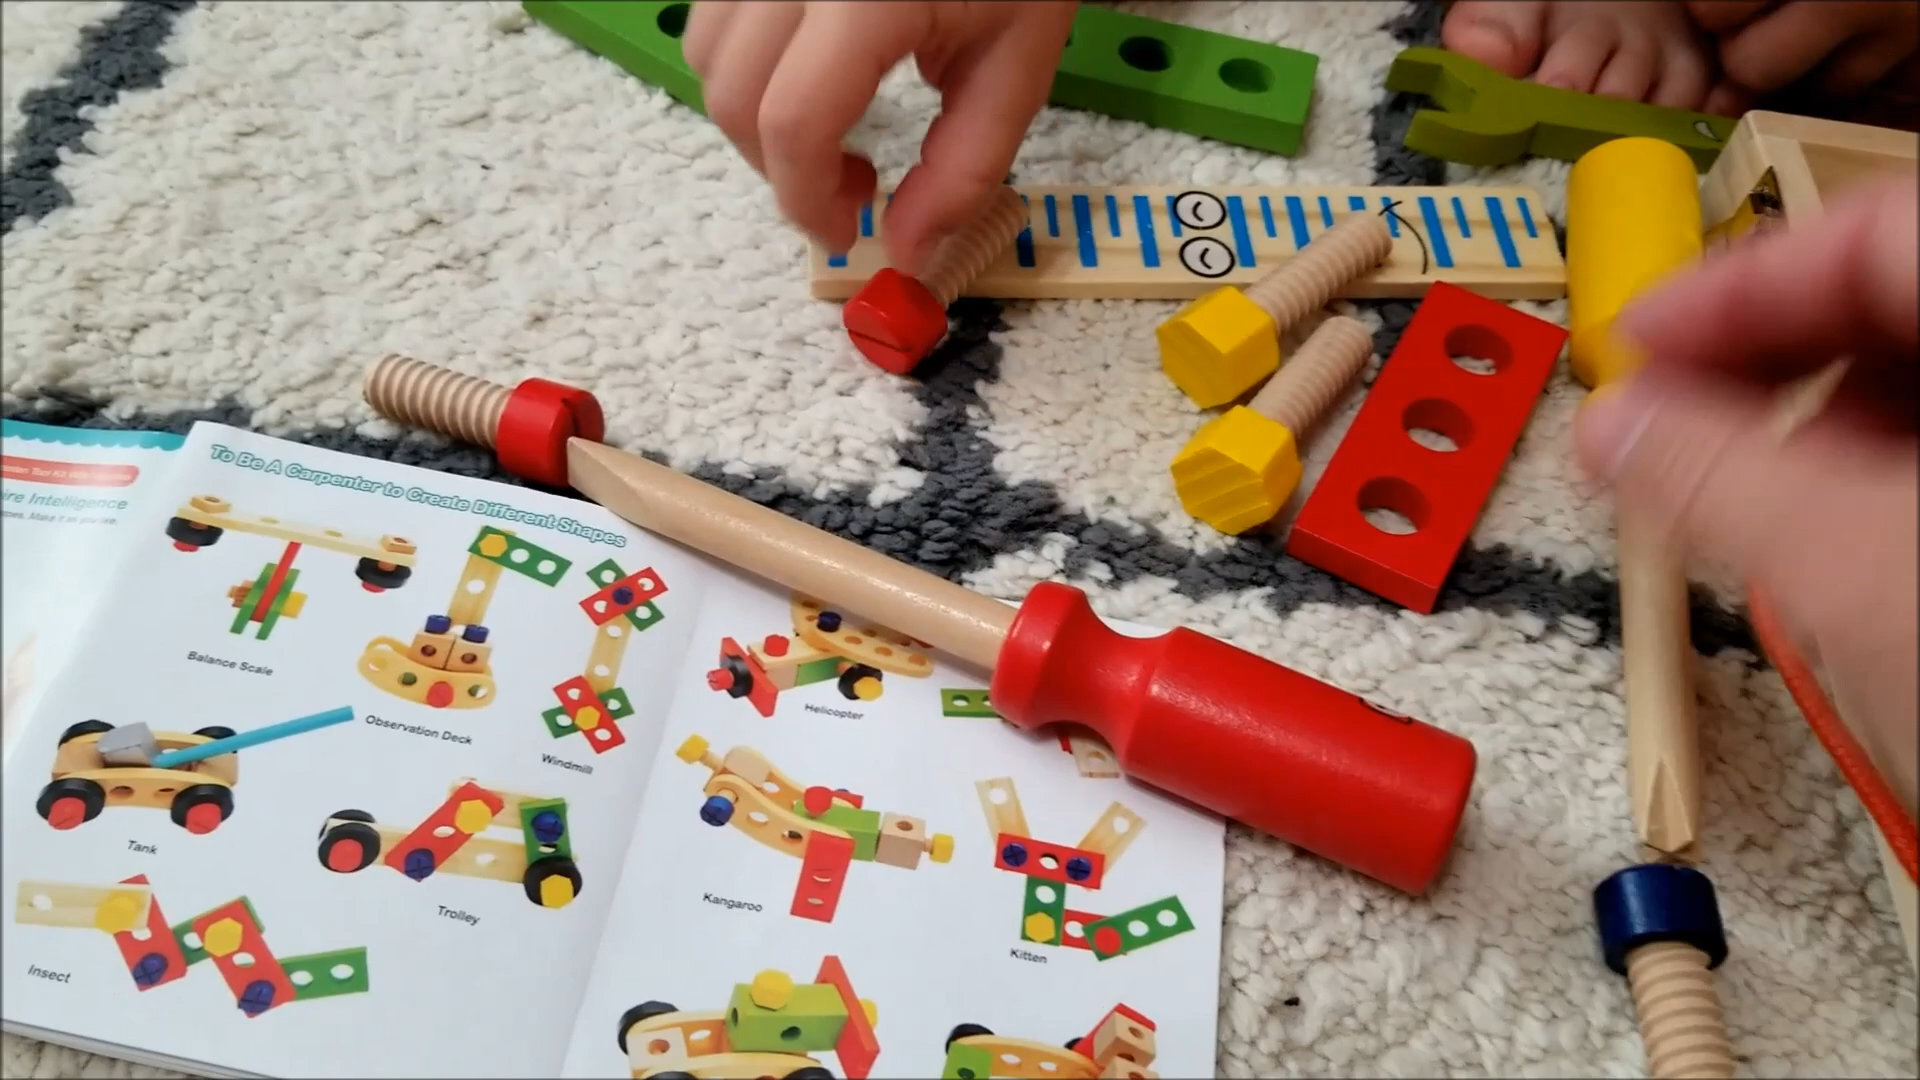 ire Intelligence
To Be A Carpenter to Create Different Shapes
Balance Scale
Observation Deck
Windmill
Helicopter
Tank
Trolley
Kangaroo
Kitten
Insect